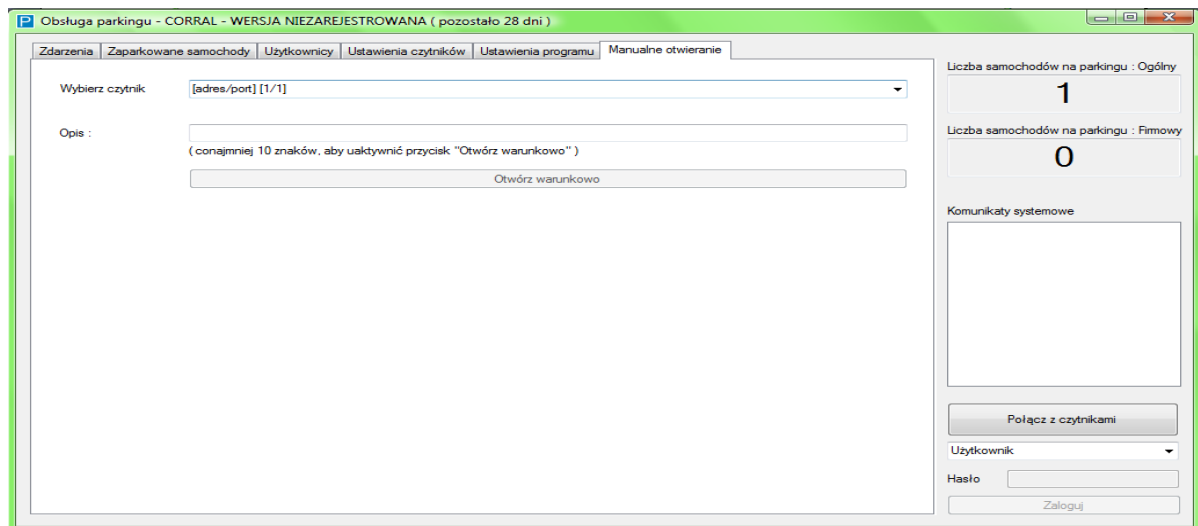 Obsługa parkingu - CORRAL - WERSJA NIEZAREJESTROWANA ( pozostało 28 dni )
Zdarzenia Zaparkowane samochody Użytkownicy Ustawienia czytników Ustawienia programu Manualne otwieranie
Wybierz czytnik [adres/port] [1/1]
Opis :
( conajmniej 10 znaków, aby uaktywnić przycisk "Otwórz warunkowo" )
Otwórz warunkowo
Liczba samochodów na parkingu : Ogólny
1
Liczba samochodów na parkingu : Firmowy
0
Komunikaty systemowe
Połącz z czytnikami
Użytkownik
Hasło
Zaloguj